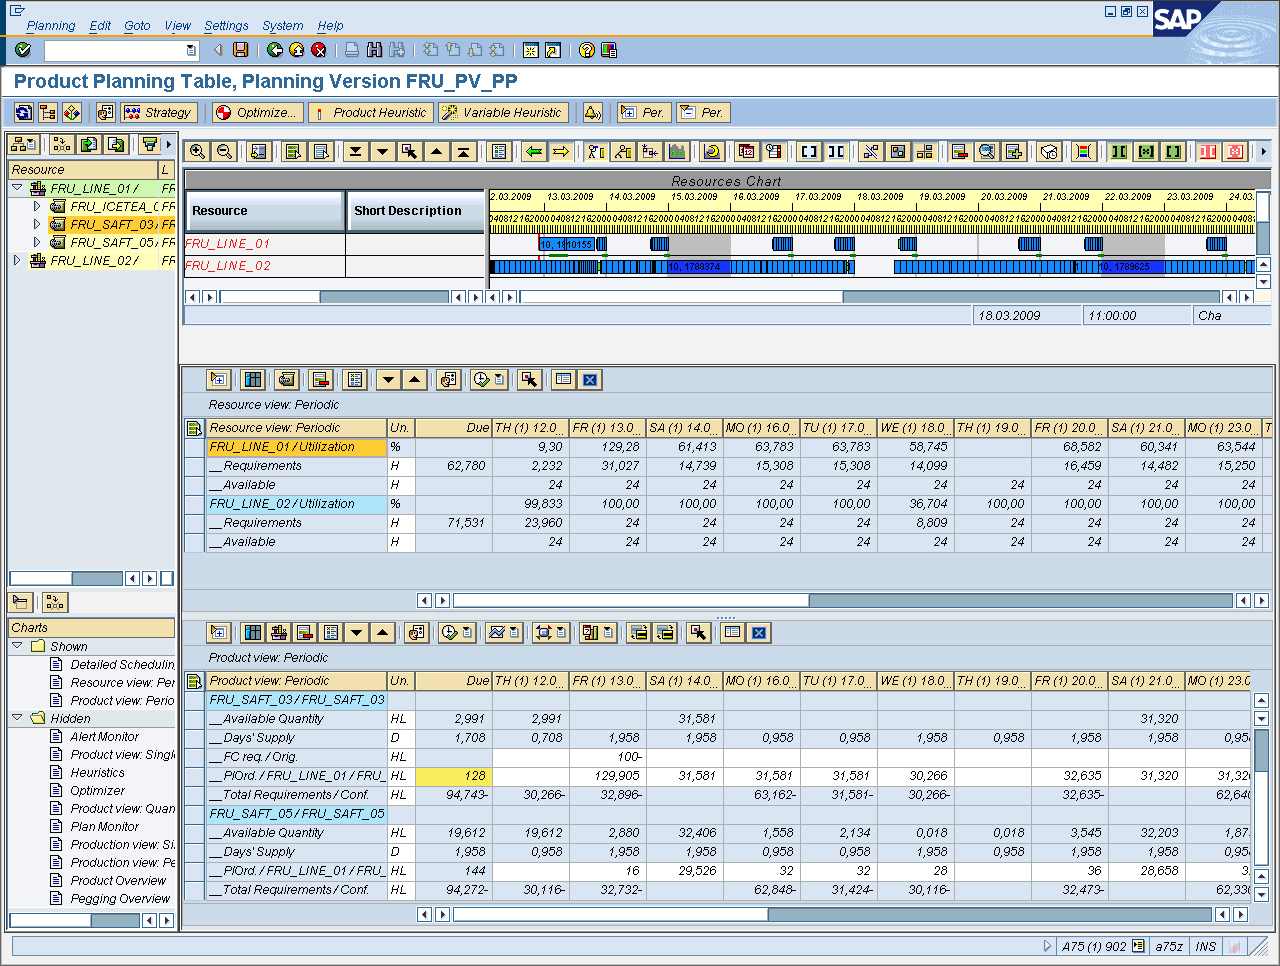 Planning Edit Goto View Settings System Help
SAP
Product Planning Table, Planning Version FRU_PV_PP
Strategy Optimize... Product Heuristic Variable Heuristic Per. Per.
Resource L
FRU_LINE_01 / FR
FRU_ICETEA_ FR
FRU_SAFT_03 FR
FRU_SAFT_05 FR
FRU_LINE_02 / FR
Charts
Shown
Detailed Schedulin
Resource view: Per
Product view: Perio
Hidden
Alert Monitor
Product view: Singl
Heuristics
Optimizer
Product view: Quan
Plan Monitor
Production view: Si
Production view: Pe
Product Overview
Pegging Overview
Resources Chart
Resource Short Description
2.03.2009 13.03.2009 14.03.2009 15.03.2009 16.03.2009 17.03.2009 18.03.2009 19.03.2009 20.03.2009 21.03.2009 22.03.2009 23.03.2009 24.03
FRU_LINE_01
FRU_LINE_02 10, 1788374 10, 1789625
18.03.2009 11:00:00 Cha
Resource view: Periodic
Resource view: Periodic Un. Due TH (1) 12.0... FR (1) 13.0... SA (1) 14.0... MO (1) 16.0... TU (1) 17.0... WE (1) 18.0... TH (1) 19.0... FR (1) 20.0... SA (1) 21.0... MO (1) 23.0... T
FRU_LINE_01 / Utilization % 9,30 129,28 61,413 63,783 63,783 58,745 68,582 60,341 63,544
__Requirements H 62,780 2,232 31,027 14,739 15,308 15,308 14,099 16,459 14,482 15,250
__Available H 24 24 24 24 24 24 24 24 24 24
FRU_LINE_02 / Utilization % 99,833 100,00 100,00 100,00 100,00 36,704 100,00 100,00 100,00 100,00
__Requirements H 71,531 23,960 24 24 24 24 8,809 24 24 24 24
__Available H 24 24 24 24 24 24 24 24 24 24
Product view: Periodic
Product view: Periodic Un. Due TH (1) 12.0... FR (1) 13.0... SA (1) 14.0... MO (1) 16.0... TU (1) 17.0... WE (1) 18.0... TH (1) 19.0... FR (1) 20.0... SA (1) 21.0... MO (1) 23.0
FRU_SAFT_03 / FRU_SAFT_03
__Available Quantity HL 2,991 2,991 31,581 31,320
__Days' Supply D 1,708 0,708 1,958 1,958 0,958 0,958 0,958 0,958 1,958 1,958 0,95
__FC req. / Orig. HL 100-
__PlOrd. / FRU_LINE_01 / FRU_ HL 128 129,905 31,581 31,581 31,581 30,266 32,635 31,320 31,32
__Total Requirements / Conf. HL 94,743- 30,266- 32,896- 63,162- 31,581- 30,266- 32,635- 62,640
FRU_SAFT_05 / FRU_SAFT_05
__Available Quantity HL 19,612 19,612 2,880 32,406 1,558 2,134 0,018 0,018 3,545 32,203 1,87
__Days' Supply D 1,958 0,958 1,958 1,958 0,958 0,958 0,958 0,958 1,958 1,958 0,95
__PlOrd. / FRU_LINE_01 / FRU_ HL 144 16 29,526 32 32 28 36 28,658 3
__Total Requirements / Conf. HL 94,272- 30,116- 32,732- 62,848- 31,424- 30,116- 32,473- 62,330
A75 (1) 902 a75z INS